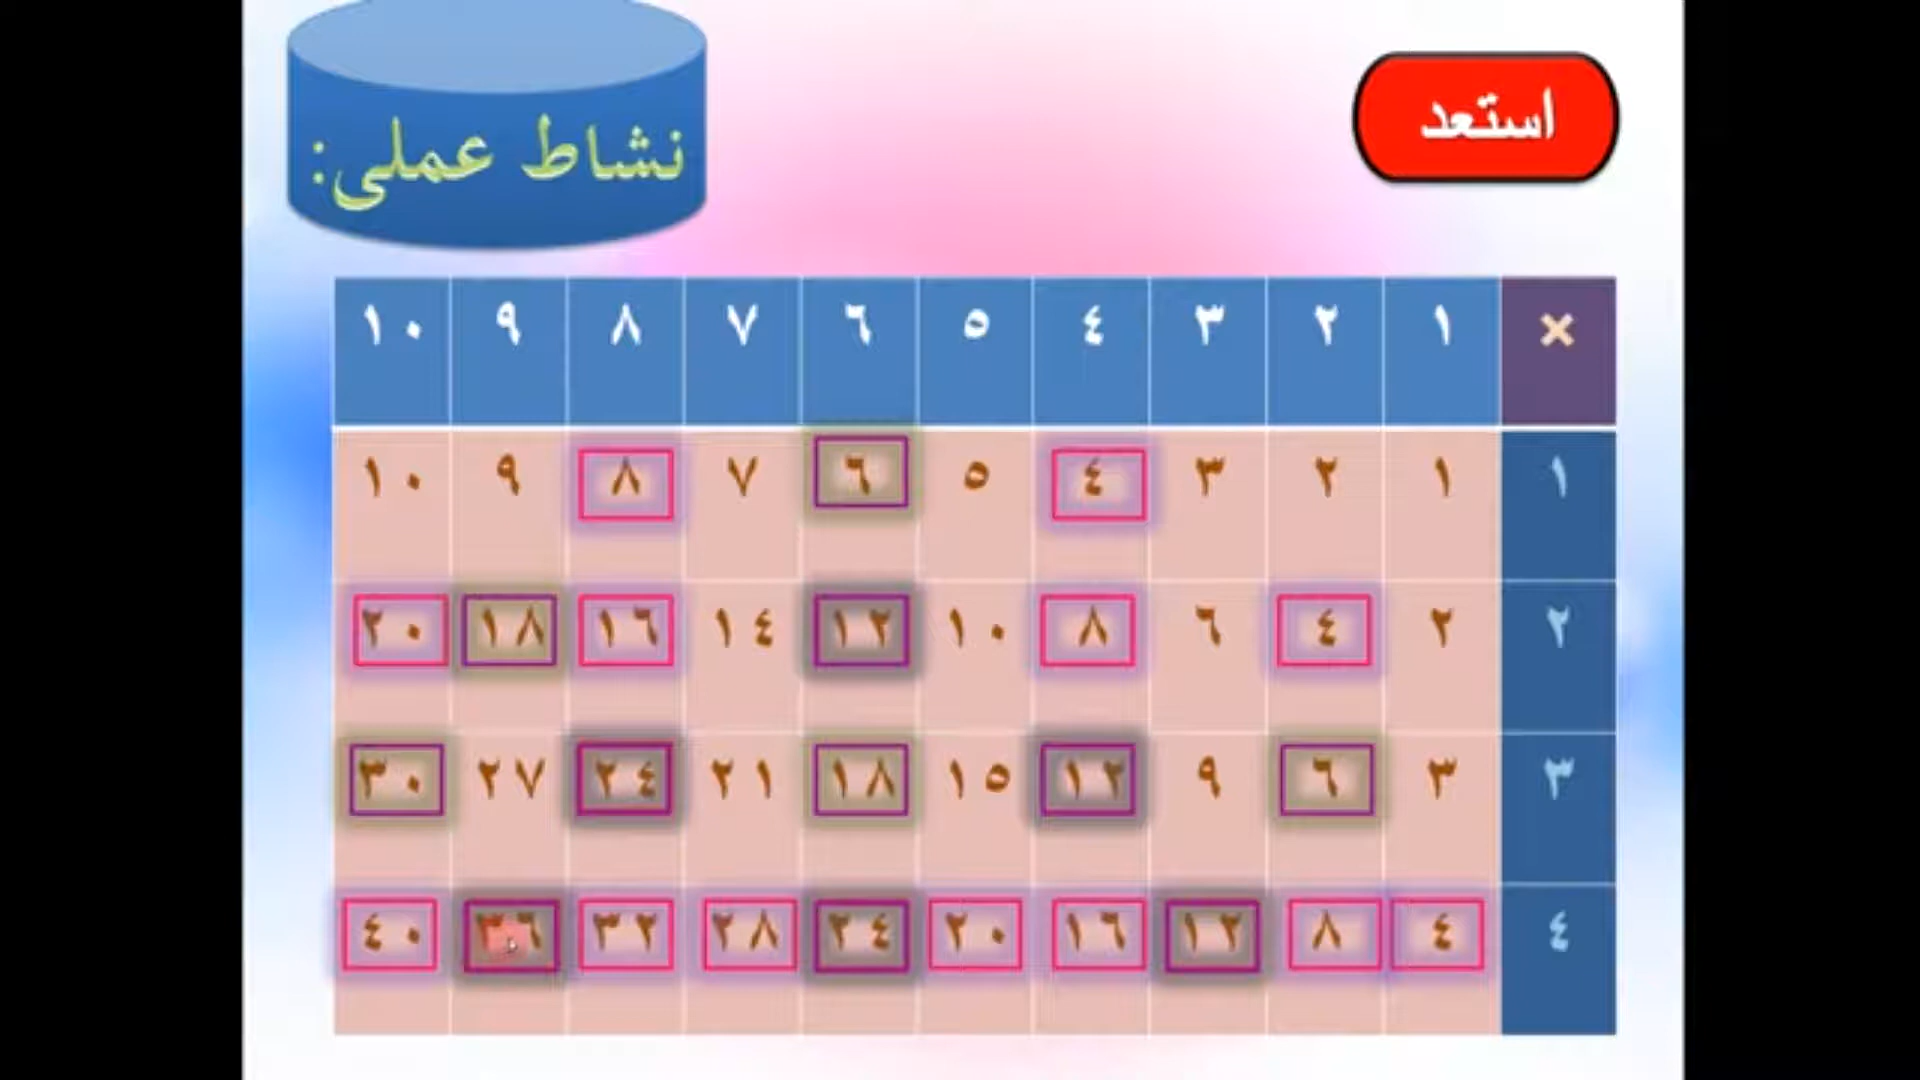 استعد
نشاط عملي:
× ١ ٢ ٣ ٤ ٥ ٦ ٧ ٨ ٩ ١٠
١ ١ ٢ ٣ ٤ ٥ ٦ ٧ ٨ ٩ ١٠
٢ ٢ ٤ ٦ ٨ ١٠ ١٢ ١٤ ١٦ ١٨ ٢٠
٣ ٣ ٦ ٩ ١٢ ١٥ ١٨ ٢١ ٢٤ ٢٧ ٣٠
٤ ٤ ٨ ١٢ ١٦ ٢٠ ٢٤ ٢٨ ٣٢ ٣٦ ٤٠